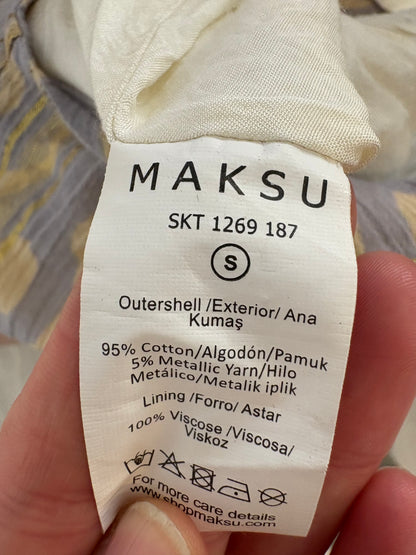 MAKSU
SKT 1269 187
S
Outershell /Exterior/ Ana
Kumaş
95% Cotton/Algodón/Pamuk
5% Metallic Yarn/Hilo
Metálico/Metalik iplik
Lining /Forro/ Astar
100% Viscose /Viscosa/
Viskoz
For more care details
www.shopmaksu.com